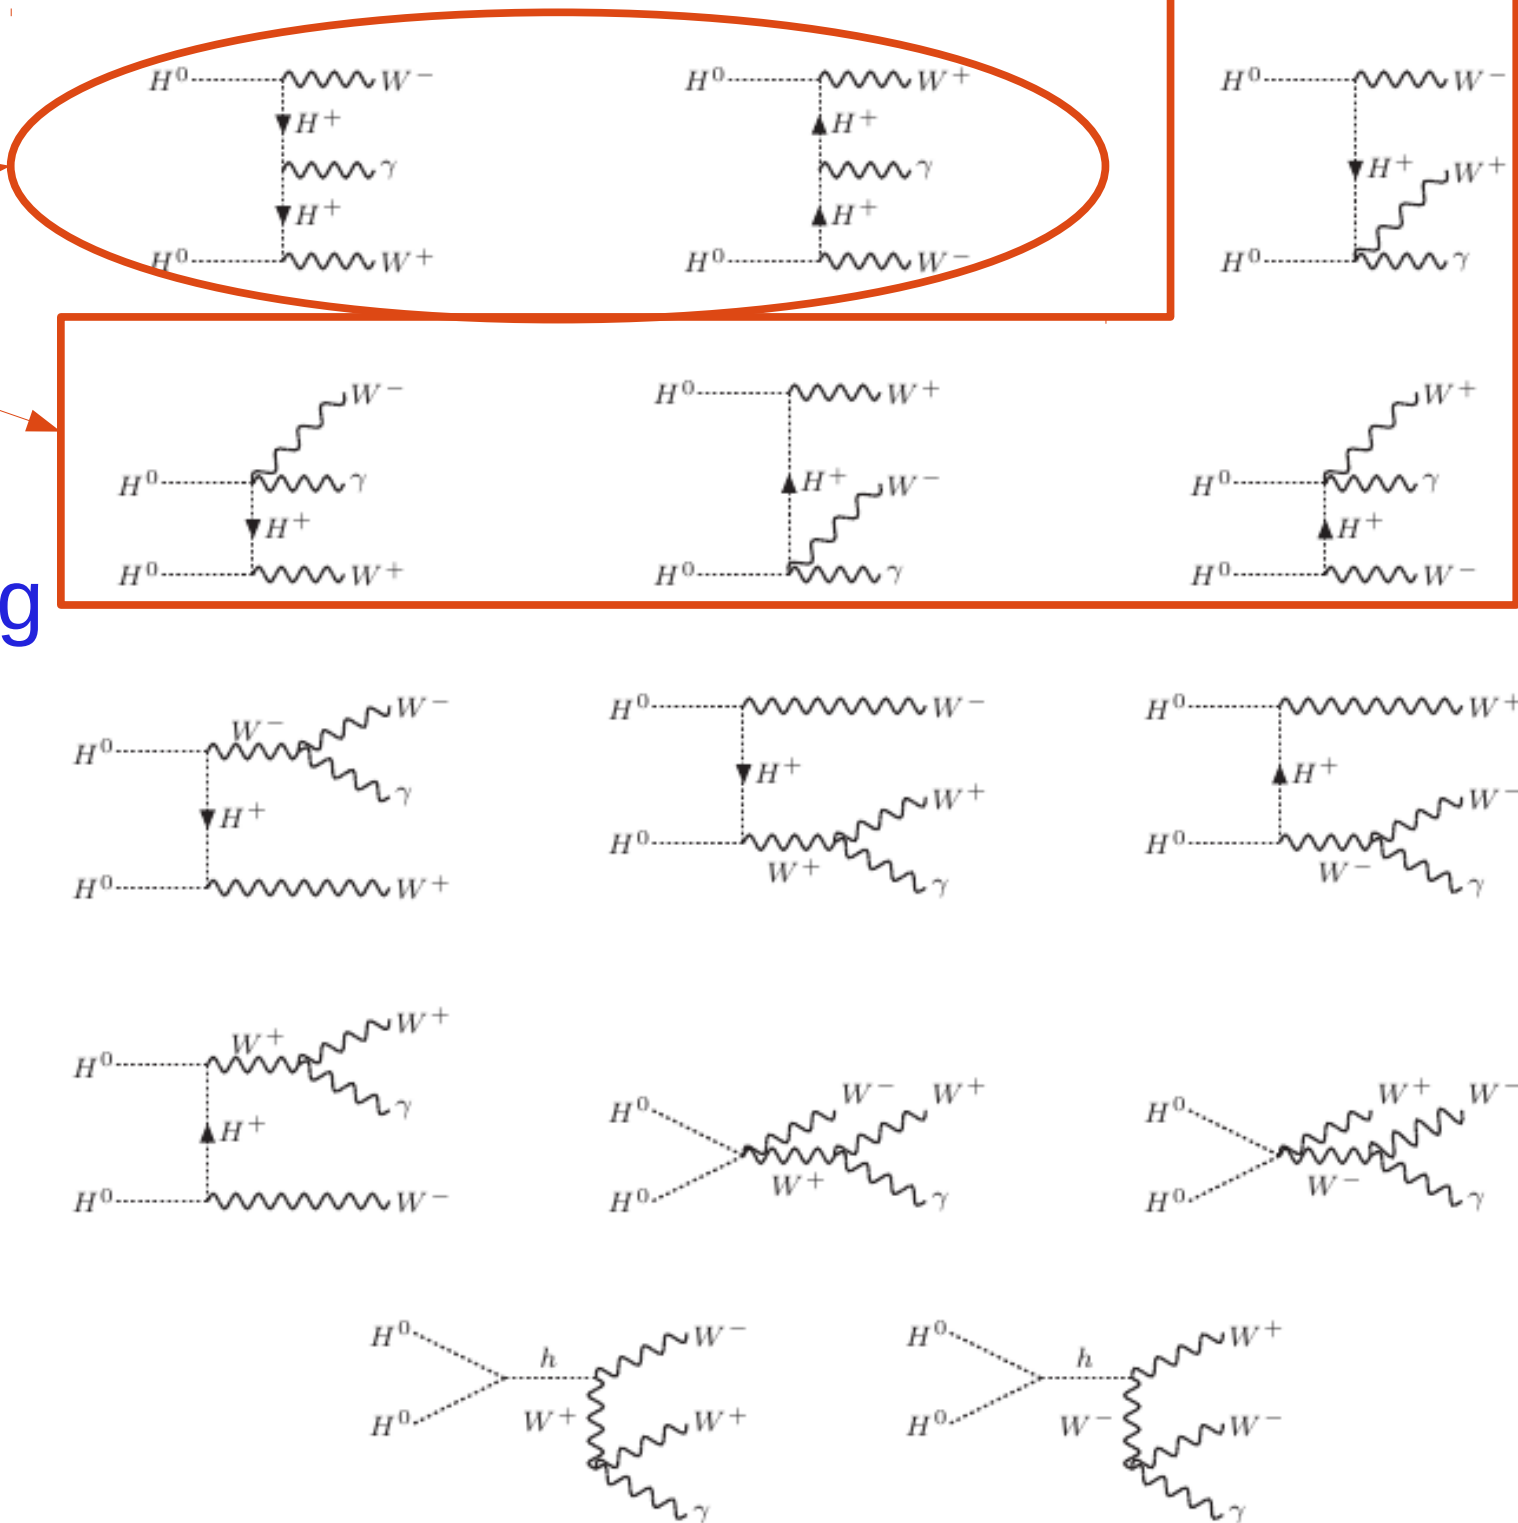 H⁰ W⁻ H⁰ W⁺ H⁰ W⁻
H⁺ H⁺
γ γ H⁺ W⁺
H⁺ H⁺
H⁰ W⁺ H⁰ W⁻ H⁰ γ
W⁻ H⁰ W⁺ W⁺
H⁰ γ H⁺ W⁻ H⁰ γ
H⁺ H⁺
H⁰ W⁺ H⁰ γ H⁰ W⁻
g
W⁻ H⁰ W⁻ H⁰ W⁺
H⁰ W⁻
γ H⁺ W⁺ H⁺ W⁻
H⁺ H⁰ H⁰
W⁺ W⁻
H⁰ W⁺ γ γ
W⁺
H⁰ W⁺
γ H⁰ W⁻ W⁺ H⁰ W⁺ W⁻
H⁺
W⁺ W⁻
H⁰ W⁻ H⁰ γ H⁰ γ
H⁰ W⁻ H⁰ W⁺
h h
H⁰ W⁺ W⁺ H⁰ W⁻ W⁻
γ γ